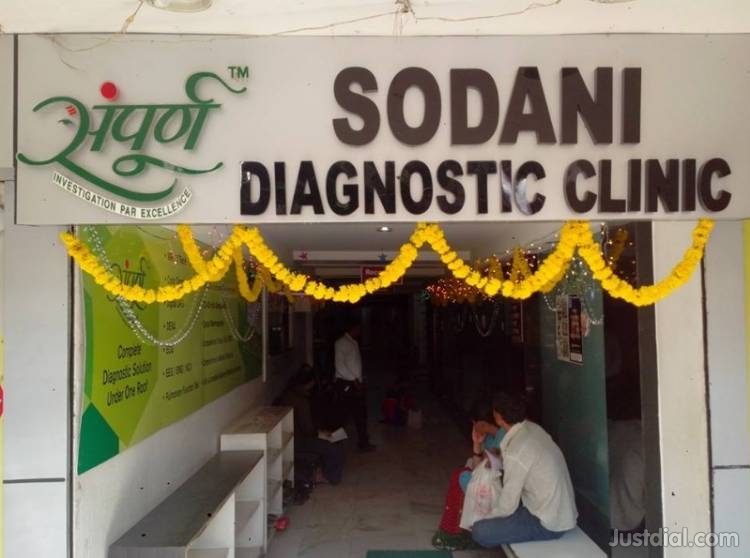 संपूर्ण TM
INVESTIGATION PAR EXCELLENCE
SODANI
DIAGNOSTIC CLINIC
संपूर्ण
Complete
Diagnostic Solution
Under One Roof
Justdial.com